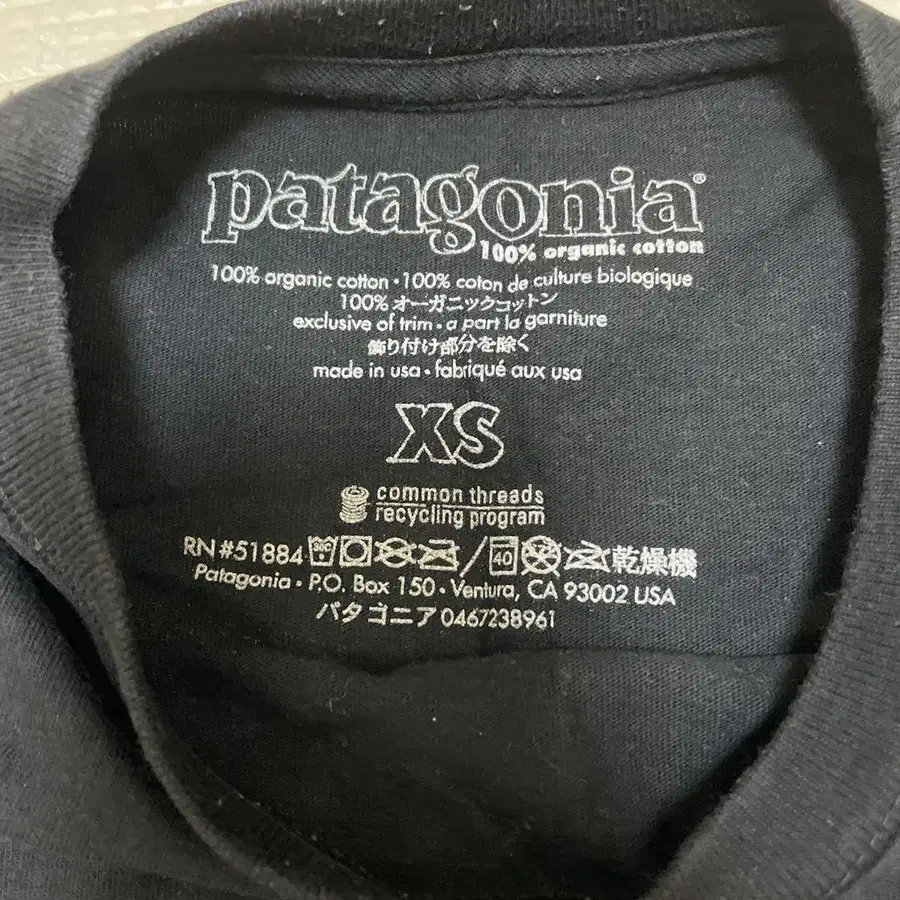 patagonia®
100% organic cotton
100% organic cotton • 100% coton de culture biologique
100% オーガニックコットン
exclusive of trim • a part la garniture
飾り付け部分を除く
made in usa • fabriqué aux usa
XS
common threads
recycling program
RN#51884 30C / 40 乾燥機
Patagonia • P.O. Box 150 • Ventura, CA 93002 USA
パタゴニア 0467238961